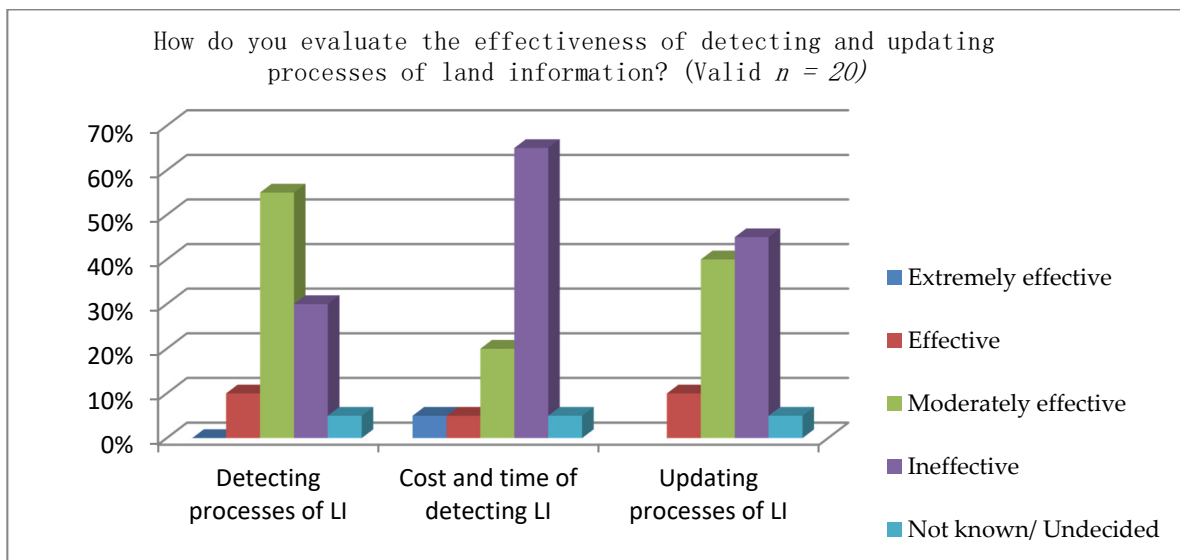 How do you evaluate the effectiveness of detecting and updating
processes of land information? (Valid n = 20)
70%
60%
50%
40%
30%
20%
10%
0%
Detecting
processes of LI
Cost and time of
detecting LI
Updating
processes of LI
Extremely effective
Effective
Moderately effective
Ineffective
Not known/ Undecided